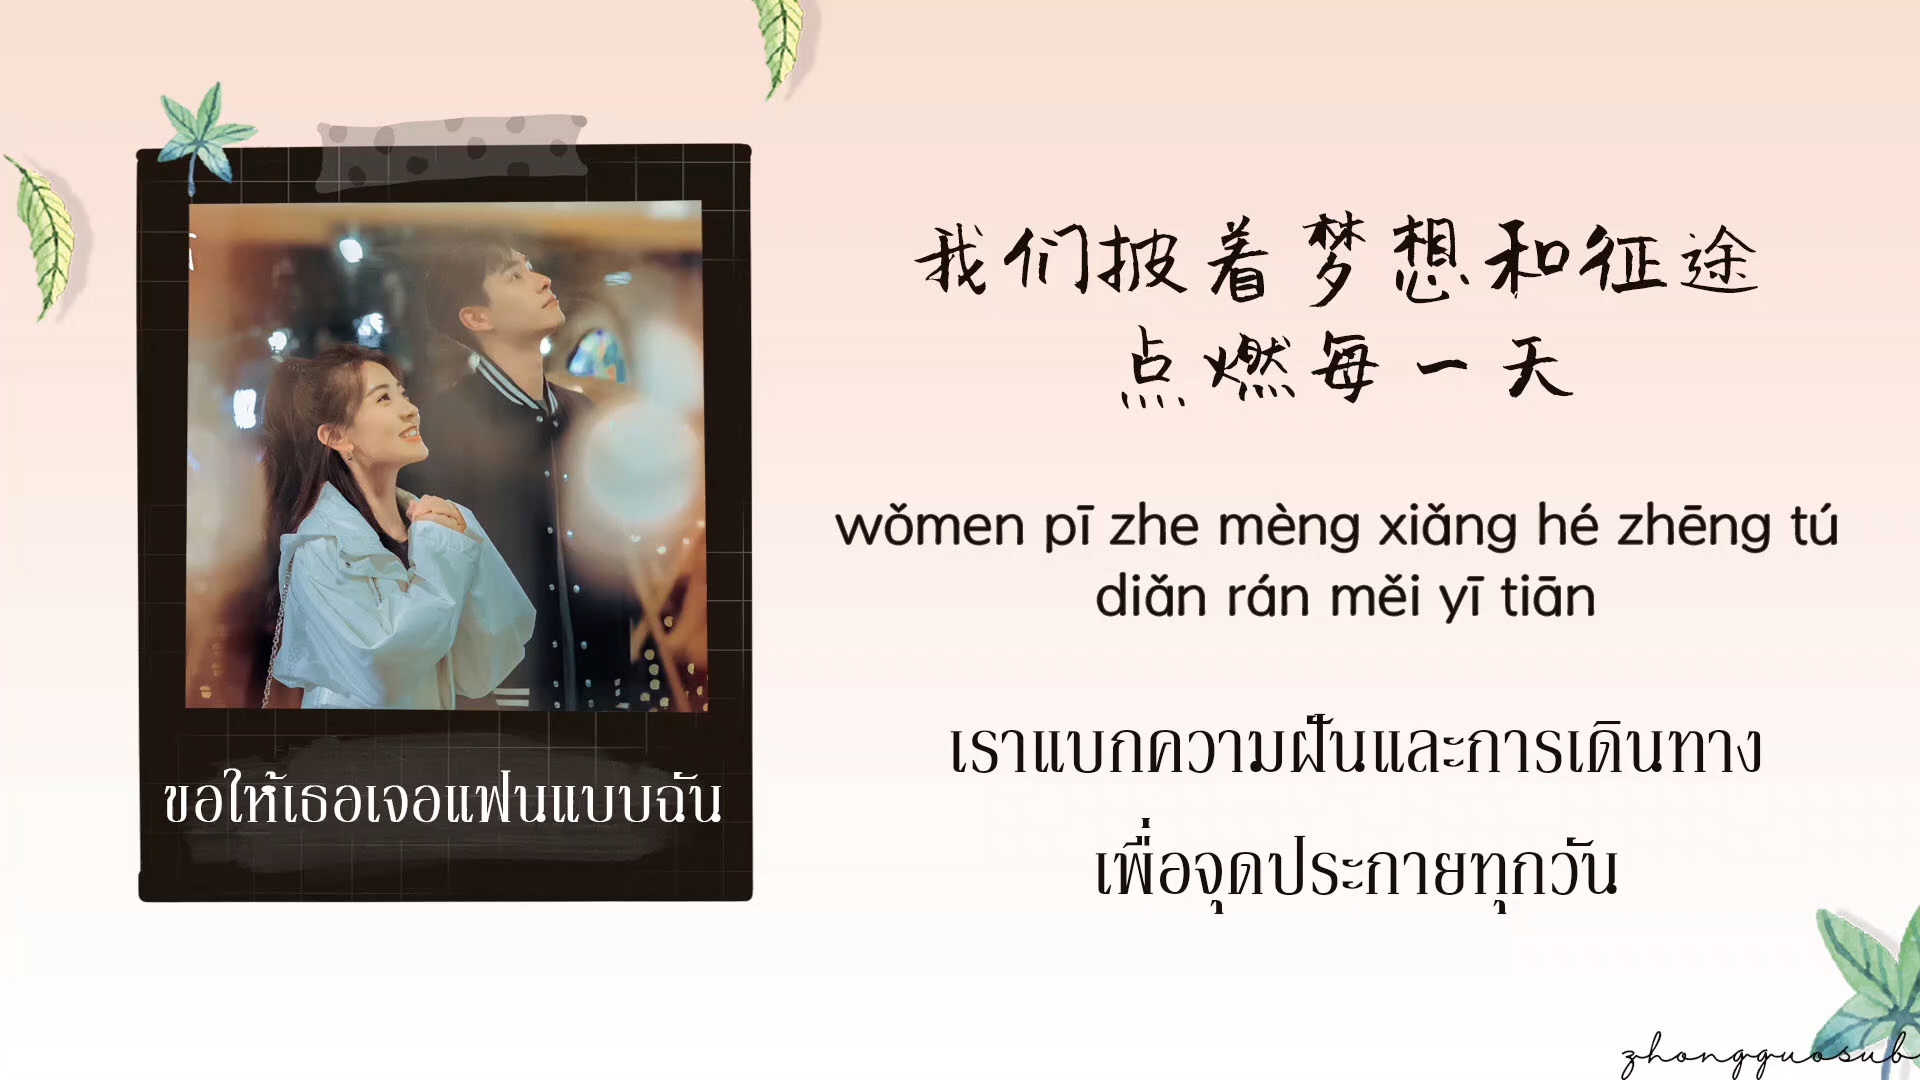 我们披着梦想和征途
点燃每一天
wǒmen pī zhe mèng xiǎng hé zhēng tú
diǎn rán měi yī tiān
เราแบกความฝันและการเดินทาง
เพื่อจุดประกายทุกวัน
ขอให้เธอเจอแฟนแบบฉัน
zhongguosub